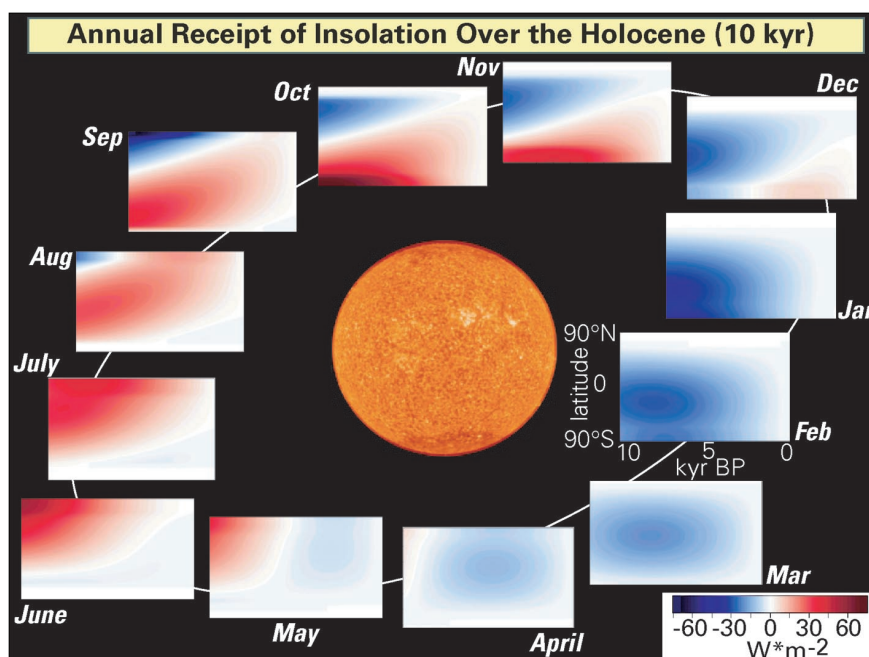 Annual Receipt of Insolation Over the Holocene (10 kyr)
Nov
Oct
Dec
Sep
Aug
Jan
July
90°N
latitude
0
90°S
10
5
0
kyr BP
Feb
June
May
April
Mar
-60 -30 0 30 60
W*m-2